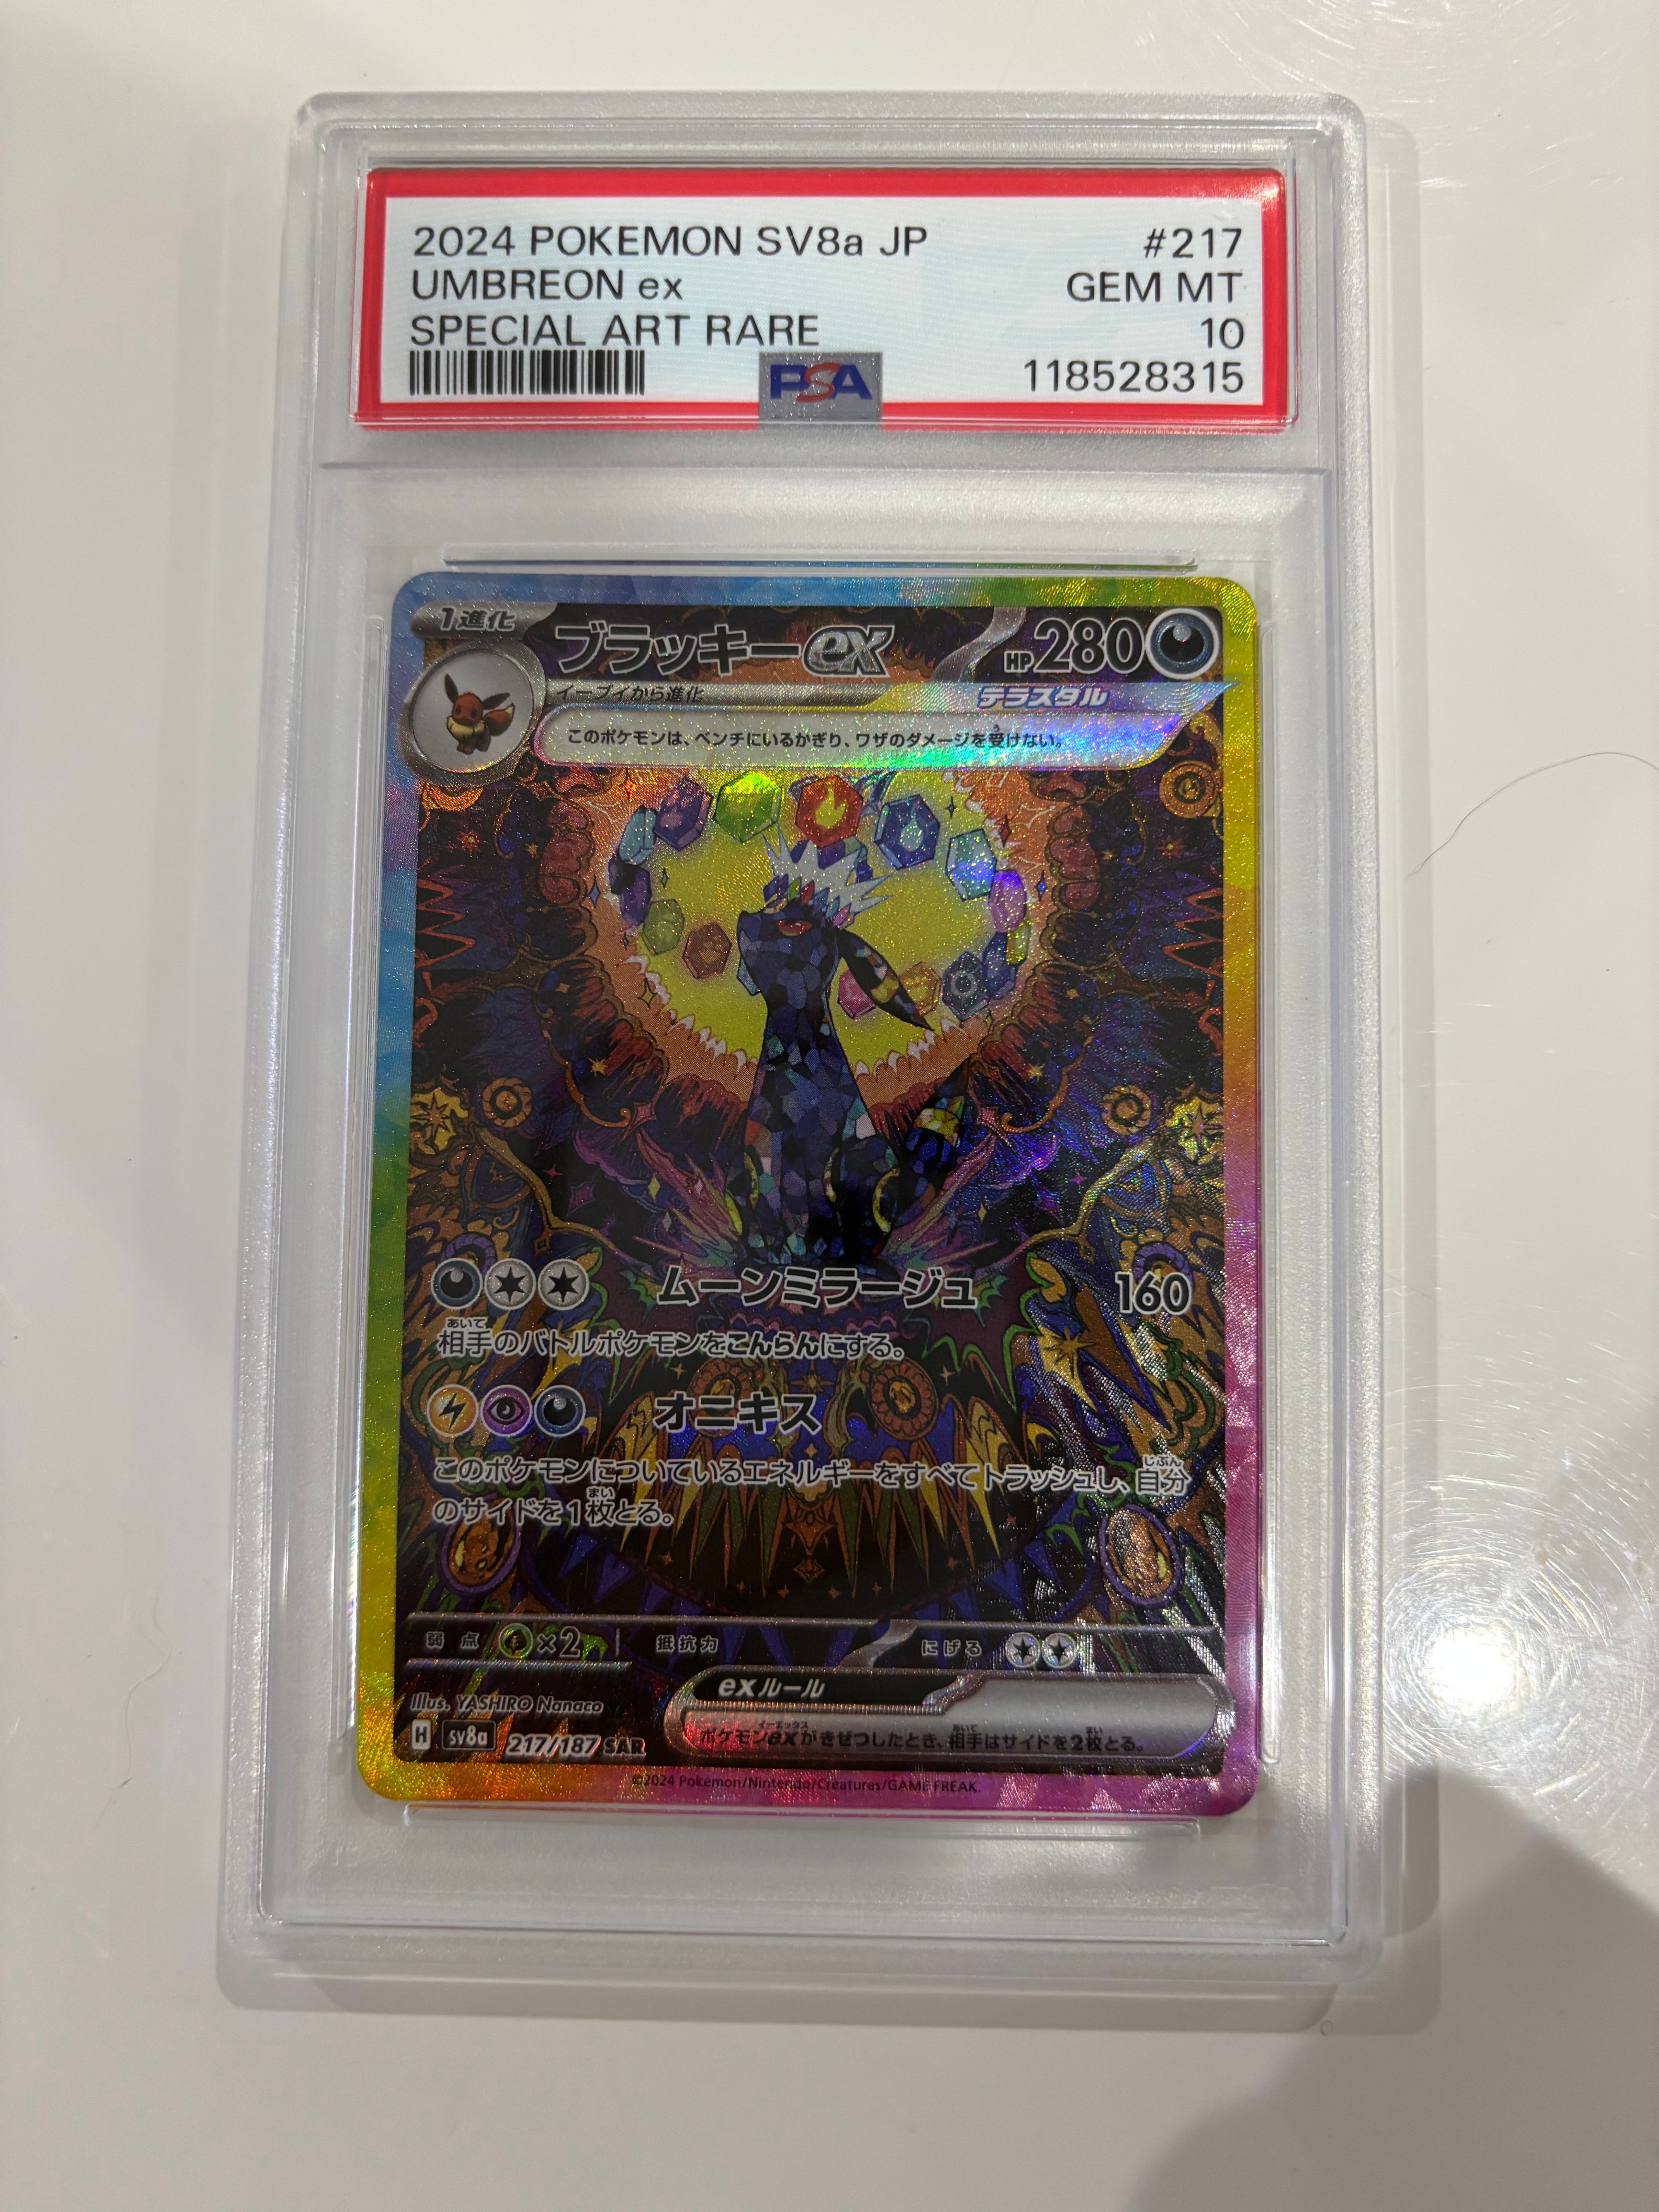 2024 POKEMON SV8a JP #217
UMBREON ex GEM MT
SPECIAL ART RARE 10
PSA 118528315
1進化 ブラッキーex HP280
イーブイから進化 テラスタル
このポケモンは、ベンチにいるかぎり、ワザのダメージを受けない。
ムーンミラージュ 160
相手のバトルポケモンをこんらんにする。
オニキス
このポケモンについているエネルギーをすべてトラッシュし、自分
のサイドを1枚とる。
弱点 ×2 抵抗力 にげる
exルール
ポケモンexがきぜつしたとき、相手はサイドを2枚とる。
Illus. YASHIRO Nanaco
H sv8a 217/187 SAR
©2024 Pokémon/Nintendo/Creatures/GAME FREAK.